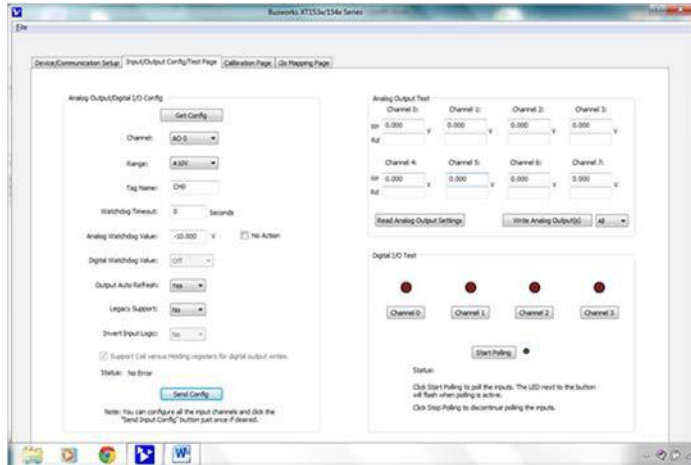 Busworks XT153x/154x Series
File
Device/Communication Setup
Input/Output Config/Test Page
Calibration Page
i2o Mapping Page
Analog Output/Digital I/O Config
Get Config
Channel: AO 0
Range: ±10V
Tag Name: CH0
Watchdog Timeout: 0 Seconds
Analog Watchdog Value: -10.000 V No Action
Digital Watchdog Value: Off
Output Auto Refresh: Yes
Legacy Support: No
Invert Input Logic: No
Support Coil versus Holding registers for digital output writes.
Status: No Error
Send Config
Note: You can configure all the input channels and click the
"Send Input Config" button just once if desired.
Analog Output Test
Channel 0: Channel 1: Channel 2: Channel 3:
Wr 0.000 V 0.000 V 0.000 V 0.000 V
Rd
Channel 4: Channel 5: Channel 6: Channel 7:
Wr 0.000 V 0.000 V 0.000 V 0.000 V
Rd
Read Analog Output Settings
Write Analog Output(s) All
Digital I/O Test
Channel 0 Channel 1 Channel 2 Channel 3
Start Polling
Status:
Click Start Polling to poll the inputs. The LED next to the button
will flash when polling is active.
Click Stop Polling to discontinue polling the inputs.
W